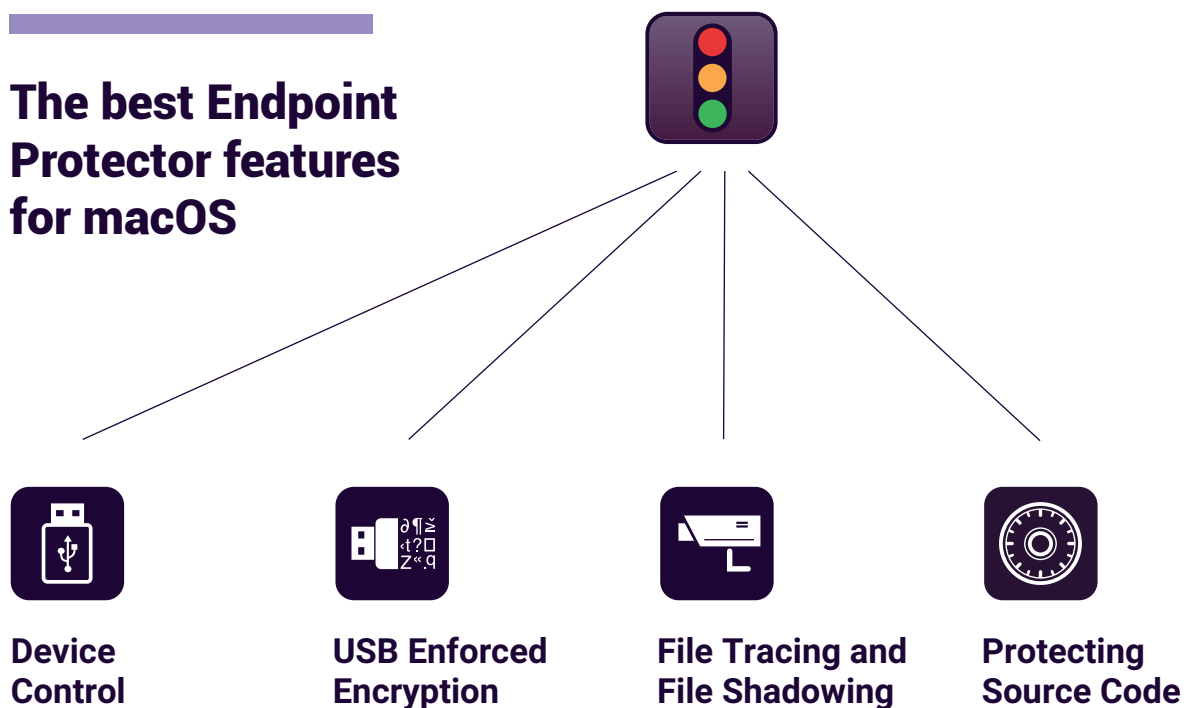 The best Endpoint
Protector features
for macOS
∂¶ž
‹t?□
Z“.q
Device
Control
USB Enforced
Encryption
File Tracing and
File Shadowing
Protecting
Source Code